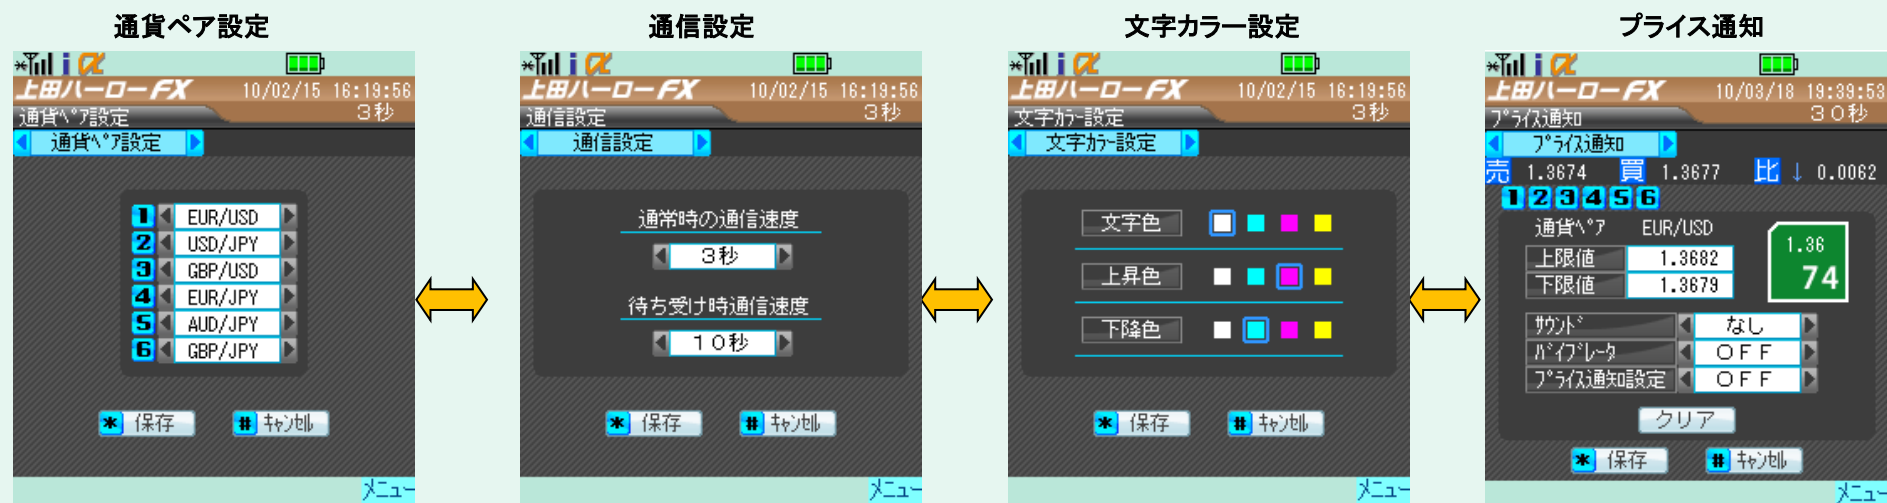 通貨ペア設定
上田ハーローFX 10/02/15 16:19:56
通貨ペア設定 3秒
通貨ペア設定
1 EUR/USD
2 USD/JPY
3 GBP/USD
4 EUR/JPY
5 AUD/JPY
6 GBP/JPY
* 保存 # キャンセル
メニュー
通信設定
上田ハーローFX 10/02/15 16:19:56
通信設定 3秒
通信設定
通常時の通信速度
3秒
待ち受け時通信速度
10秒
* 保存 # キャンセル
メニュー
文字カラー設定
上田ハーローFX 10/02/15 16:19:56
文字カラー設定 3秒
文字カラー設定
文字色
上昇色
下降色
* 保存 # キャンセル
メニュー
プライス通知
上田ハーローFX 10/03/18 19:39:53
プライス通知 30秒
プライス通知
売 1.3674 買 1.3677 比 ↓ 0.0062
1 2 3 4 5 6
通貨ペア EUR/USD
上限値 1.3682
下限値 1.3679
1.36
74
サウンド なし
バイブレータ OFF
プライス通知設定 OFF
クリア
* 保存 # キャンセル
メニュー